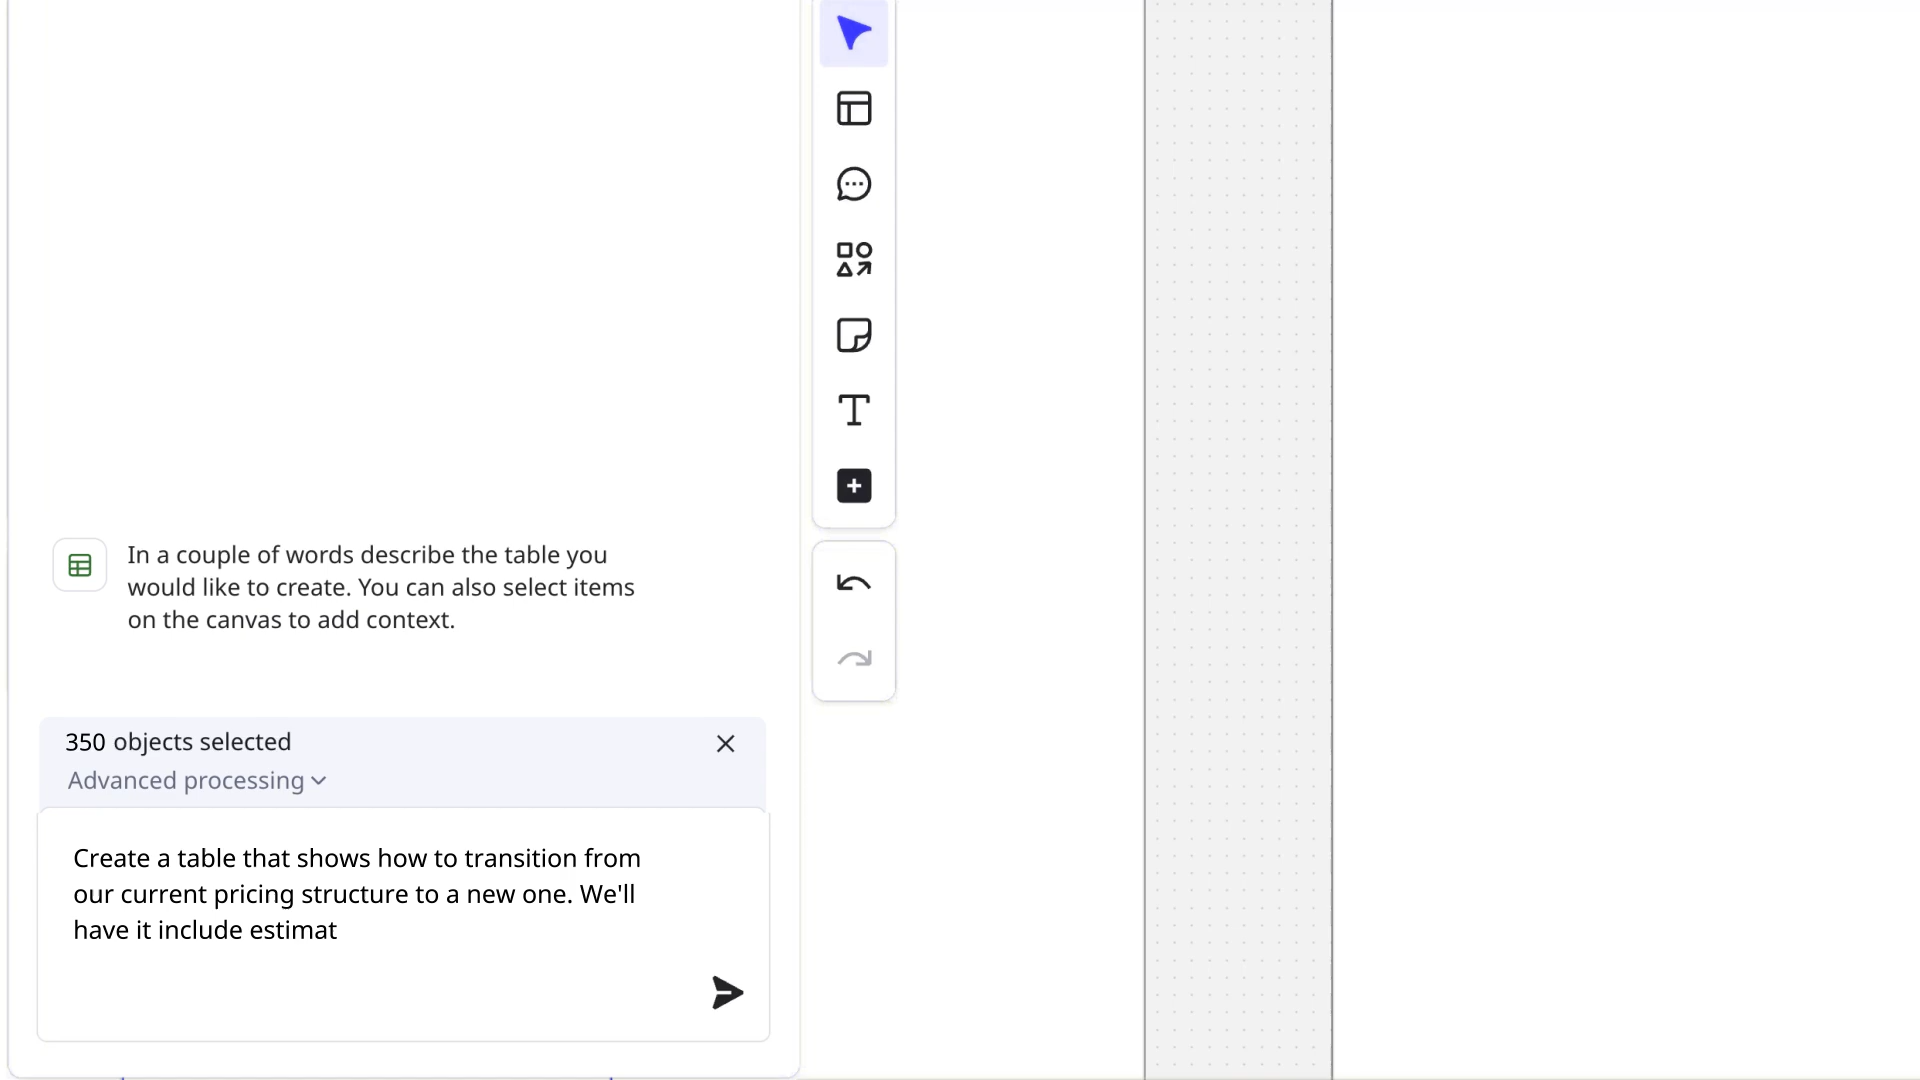 In a couple of words describe the table you
would like to create. You can also select items
on the canvas to add context.
350 objects selected
Advanced processing
Create a table that shows how to transition from
our current pricing structure to a new one. We'll
have it include estimat